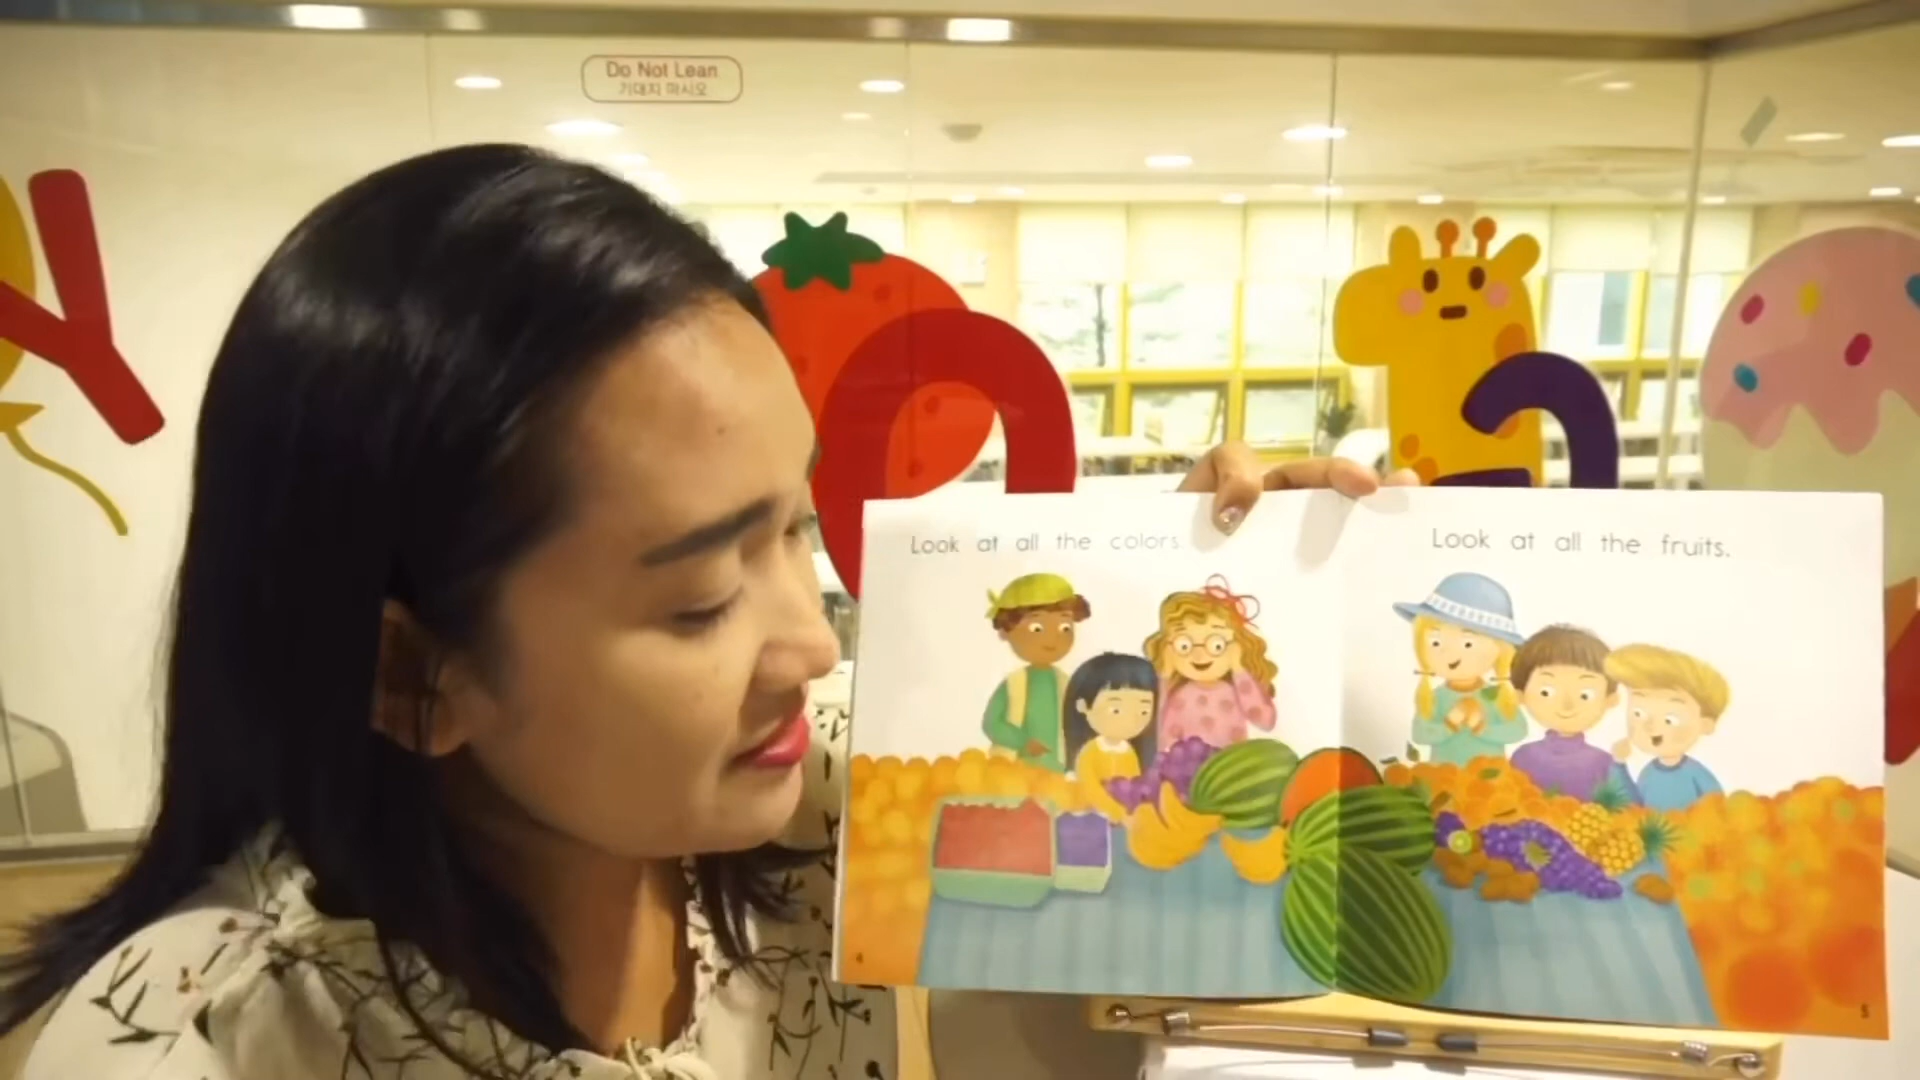 Do Not Lean
기대지 마시오
Look at all the colors.
Look at all the fruits.
4
5